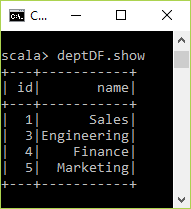 C...
scala> deptDF.show
+---+-----------+
| id|       name|
+---+-----------+
|  1|      Sales|
|  3|Engineering|
|  4|    Finance|
|  5|  Marketing|
+---+-----------+